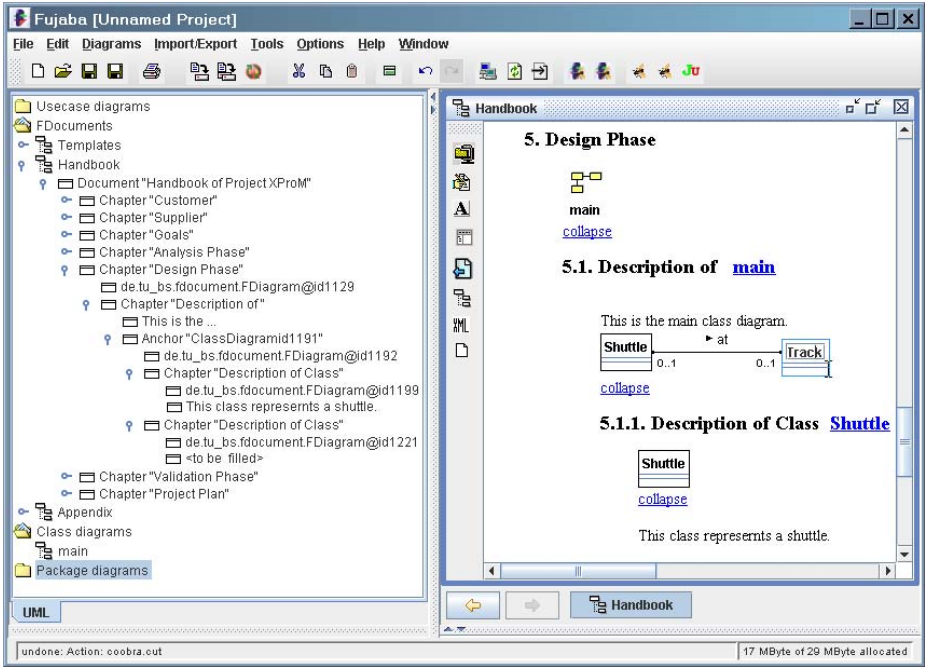 Fujaba [Unnamed Project]
File Edit Diagrams Import/Export Tools Options Help Window
JU
Usecase diagrams
FDocuments
Templates
Handbook
Document "Handbook of Project XProM"
Chapter "Customer"
Chapter "Supplier"
Chapter "Goals"
Chapter "Analysis Phase"
Chapter "Design Phase"
de.tu_bs.fdocument.FDiagram@id1129
Chapter "Description of"
This is the ...
Anchor "ClassDiagramid1191"
de.tu_bs.fdocument.FDiagram@id1192
Chapter "Description of Class"
de.tu_bs.fdocument.FDiagram@id1199
This class represernts a shuttle.
Chapter "Description of Class"
de.tu_bs.fdocument.FDiagram@id1221
<to be filled>
Chapter "Validation Phase"
Chapter "Project Plan"
Appendix
Class diagrams
main
Package diagrams
UML
Handbook
A
XML
5. Design Phase
main
collapse
5.1. Description of main
This is the main class diagram.
Shuttle at Track
0..1 0..1
collapse
5.1.1. Description of Class Shuttle
Shuttle
collapse
This class represernts a shuttle.
Handbook
undone: Action: coobra.cut
17 MByte of 29 MByte allocated